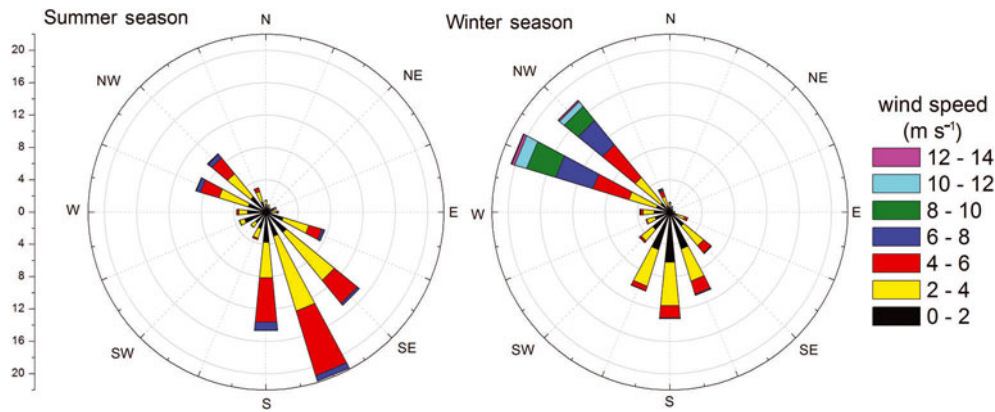 Summer season
N
NE
E
SE
S
SW
W
NW
20
16
12
8
4
0
4
8
12
16
20
Winter season
N
NE
E
SE
S
SW
W
NW
wind speed
(m s⁻¹)
12 - 14
10 - 12
8 - 10
6 - 8
4 - 6
2 - 4
0 - 2